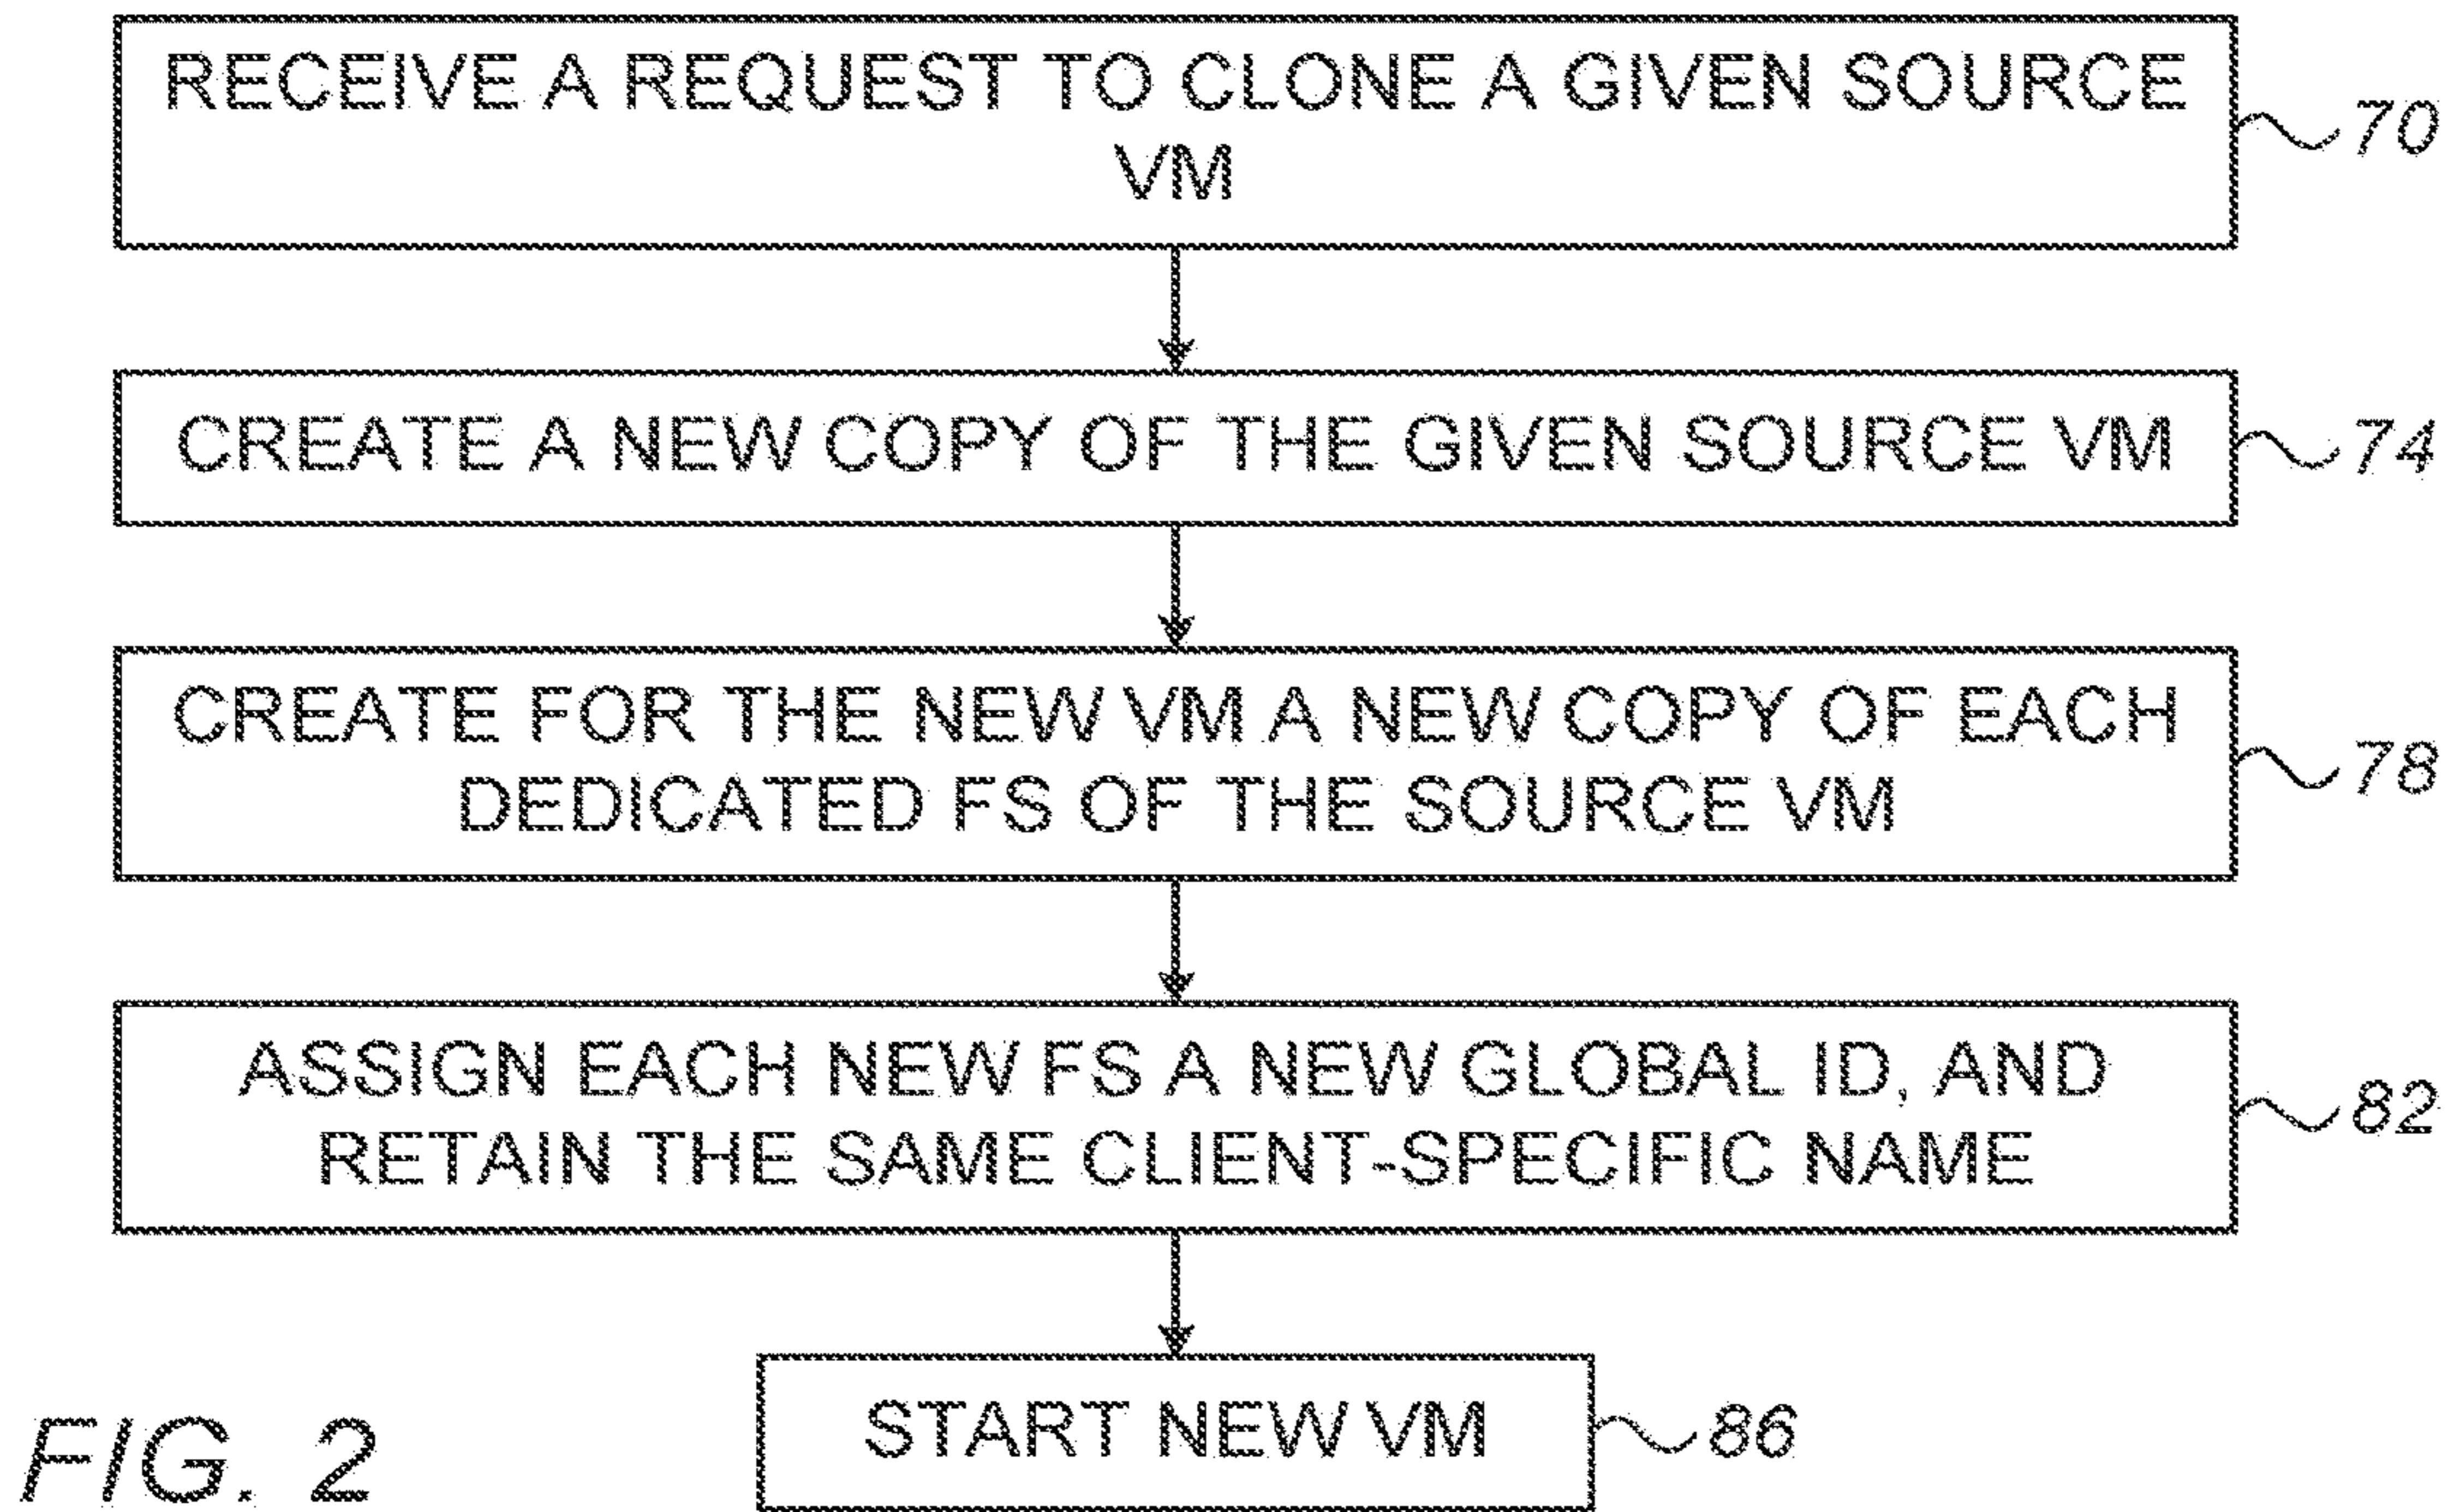 RECEIVE A REQUEST TO CLONE A GIVEN SOURCE
VM
70
CREATE A NEW COPY OF THE GIVEN SOURCE VM
74
CREATE FOR THE NEW VM A NEW COPY OF EACH
DEDICATED FS OF THE SOURCE VM
78
ASSIGN EACH NEW FS A NEW GLOBAL ID, AND
RETAIN THE SAME CLIENT-SPECIFIC NAME
82
START NEW VM
86
FIG. 2